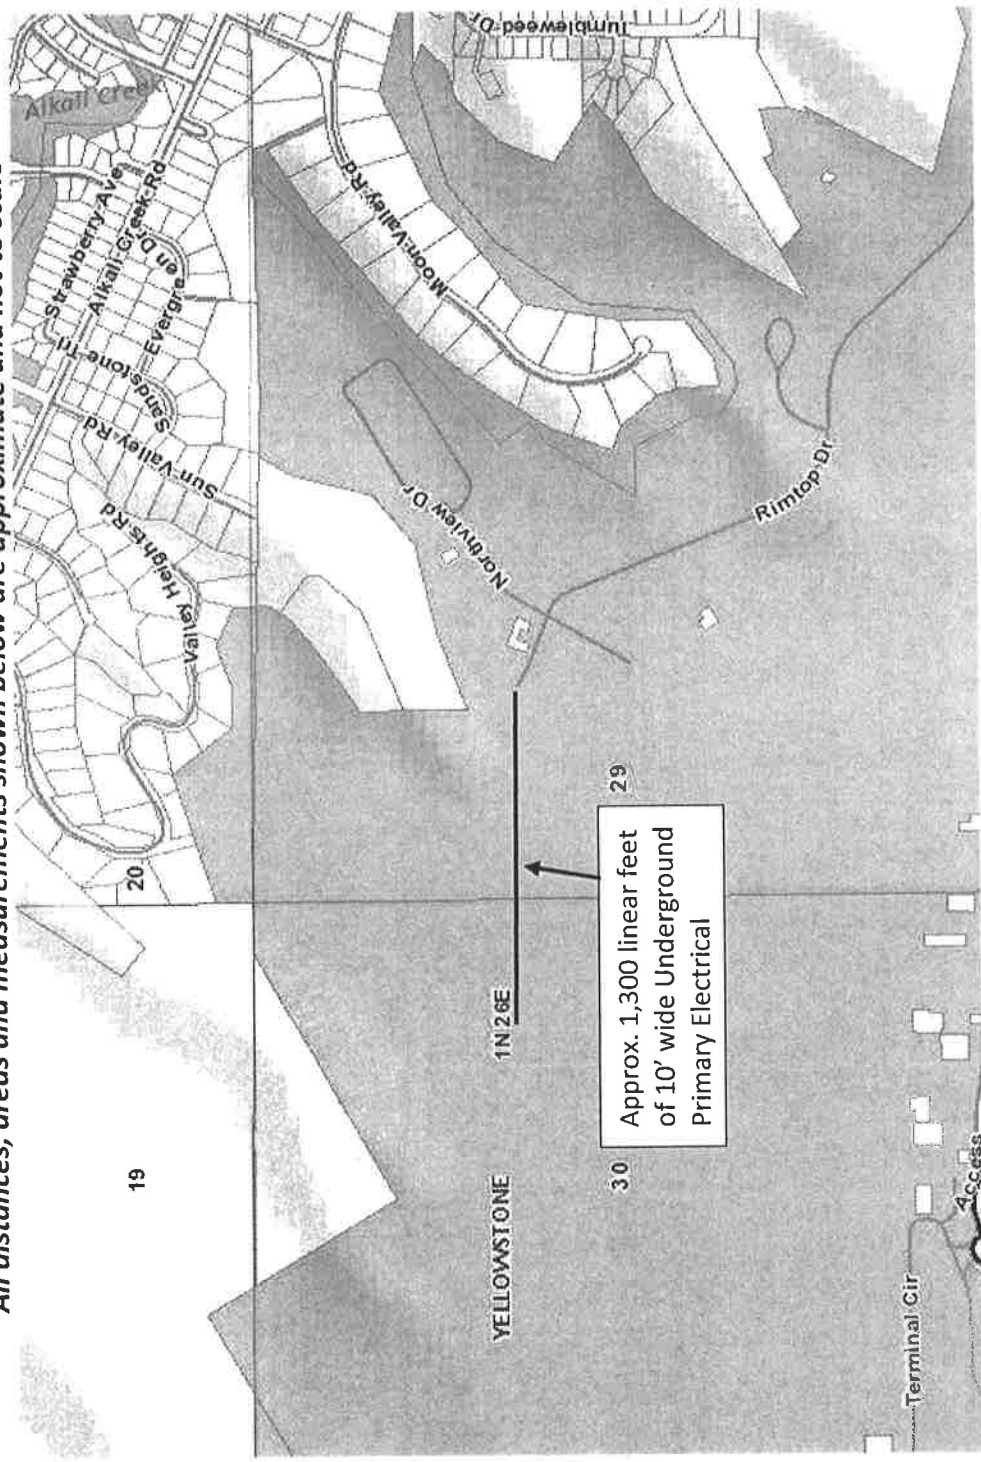 All distances, areas and measurements shown below are approximate and not to scale
Alkali Creek
Strawberry Ave
Alkali Creek Rd
Evergreen Dr
Sandstone Trl
Sun Valley Rd
Valley Heights Rd
20
19
Tumbleweed Dr
Moon Valley Rd
Northview Dr
Rimtop Dr
YELLOWSTONE
1N26E
29
30
Approx. 1,300 linear feet
of 10' wide Underground
Primary Electrical
Terminal Cir
Access